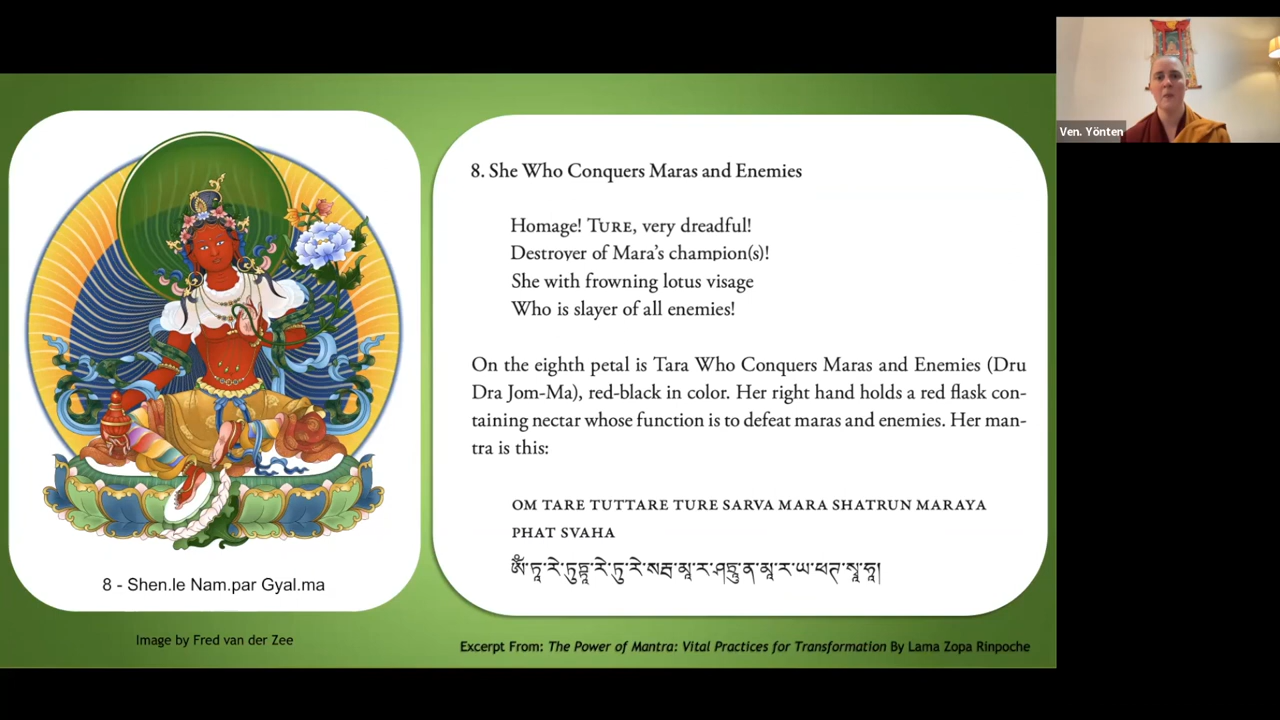 8. She Who Conquers Maras and Enemies
Homage! TURE, very dreadful!
Destroyer of Mara’s champion(s)!
She with frowning lotus visage
Who is slayer of all enemies!
On the eighth petal is Tara Who Conquers Maras and Enemies (Dru
Dra Jom-Ma), red-black in color. Her right hand holds a red flask con-
taining nectar whose function is to defeat maras and enemies. Her man-
tra is this:
OM TARE TUTTARE TURE SARVA MARA SHATRUN MARAYA
PHAT SVAHA
ༀ་ཏཱ་རེ་ཏུཏྟཱ་རེ་ཏུ་རེ་སརྦ་མཱ་ར་ཤཏྲཱུ་ན་མཱ་ར་ཡ་ཕཊ་སྭཱ་ཧཱ།
8 - Shen.le Nam.par Gyal.ma
Image by Fred van der Zee
Excerpt From: The Power of Mantra: Vital Practices for Transformation By Lama Zopa Rinpoche
Ven. Yönten